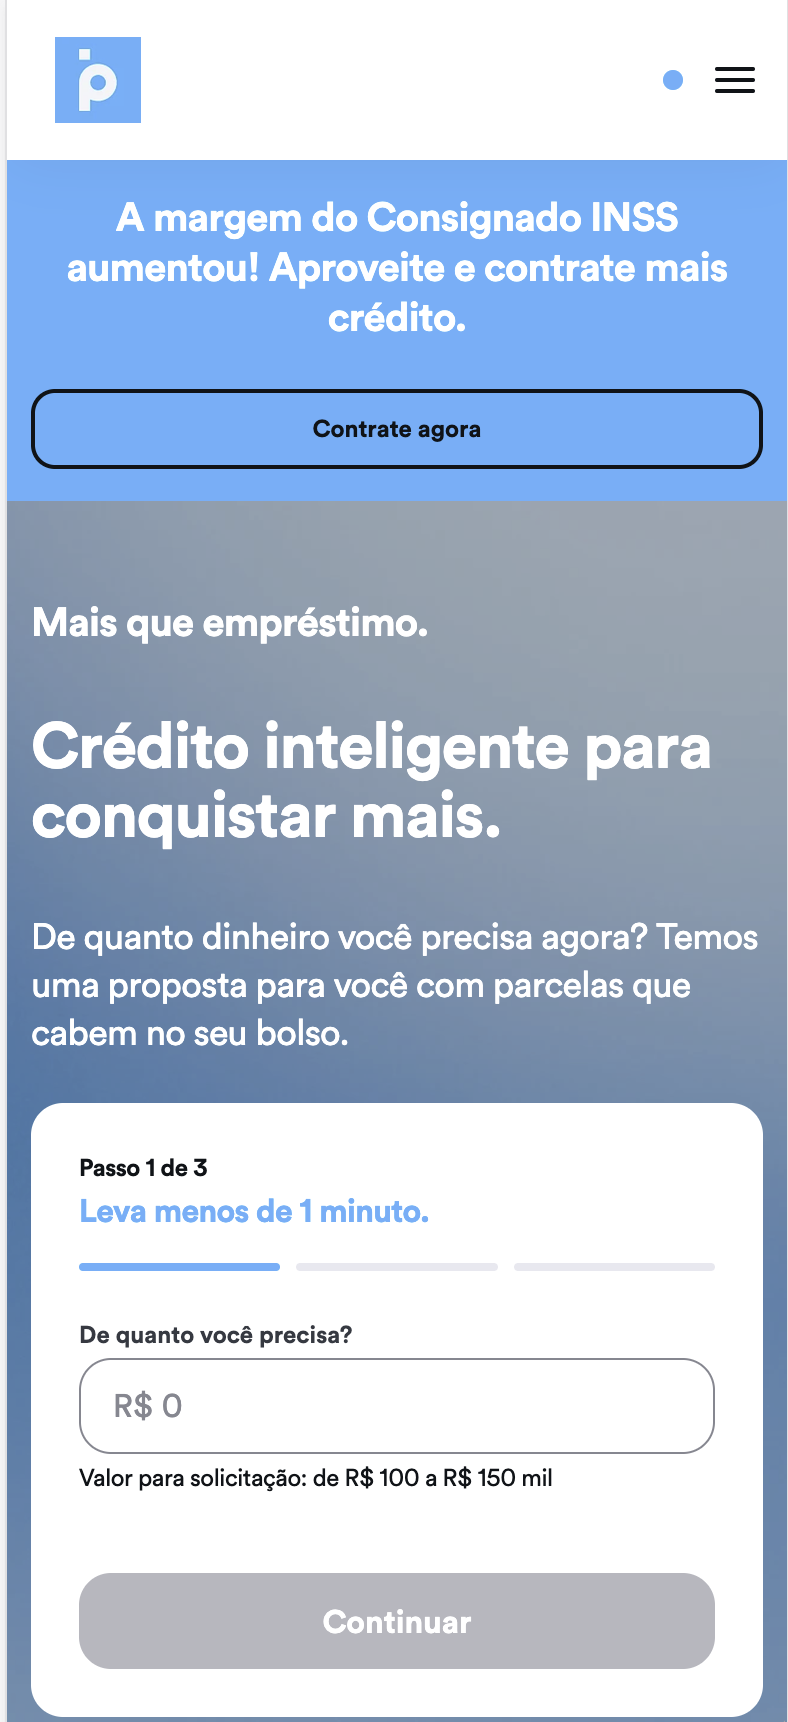 ip
A margem do Consignado INSS
aumentou! Aproveite e contrate mais
crédito.
Contrate agora
Mais que empréstimo.
Crédito inteligente para
conquistar mais.
De quanto dinheiro você precisa agora? Temos
uma proposta para você com parcelas que
cabem no seu bolso.
Passo 1 de 3
Leva menos de 1 minuto.
De quanto você precisa?
R$ 0
Valor para solicitação: de R$ 100 a R$ 150 mil
Continuar